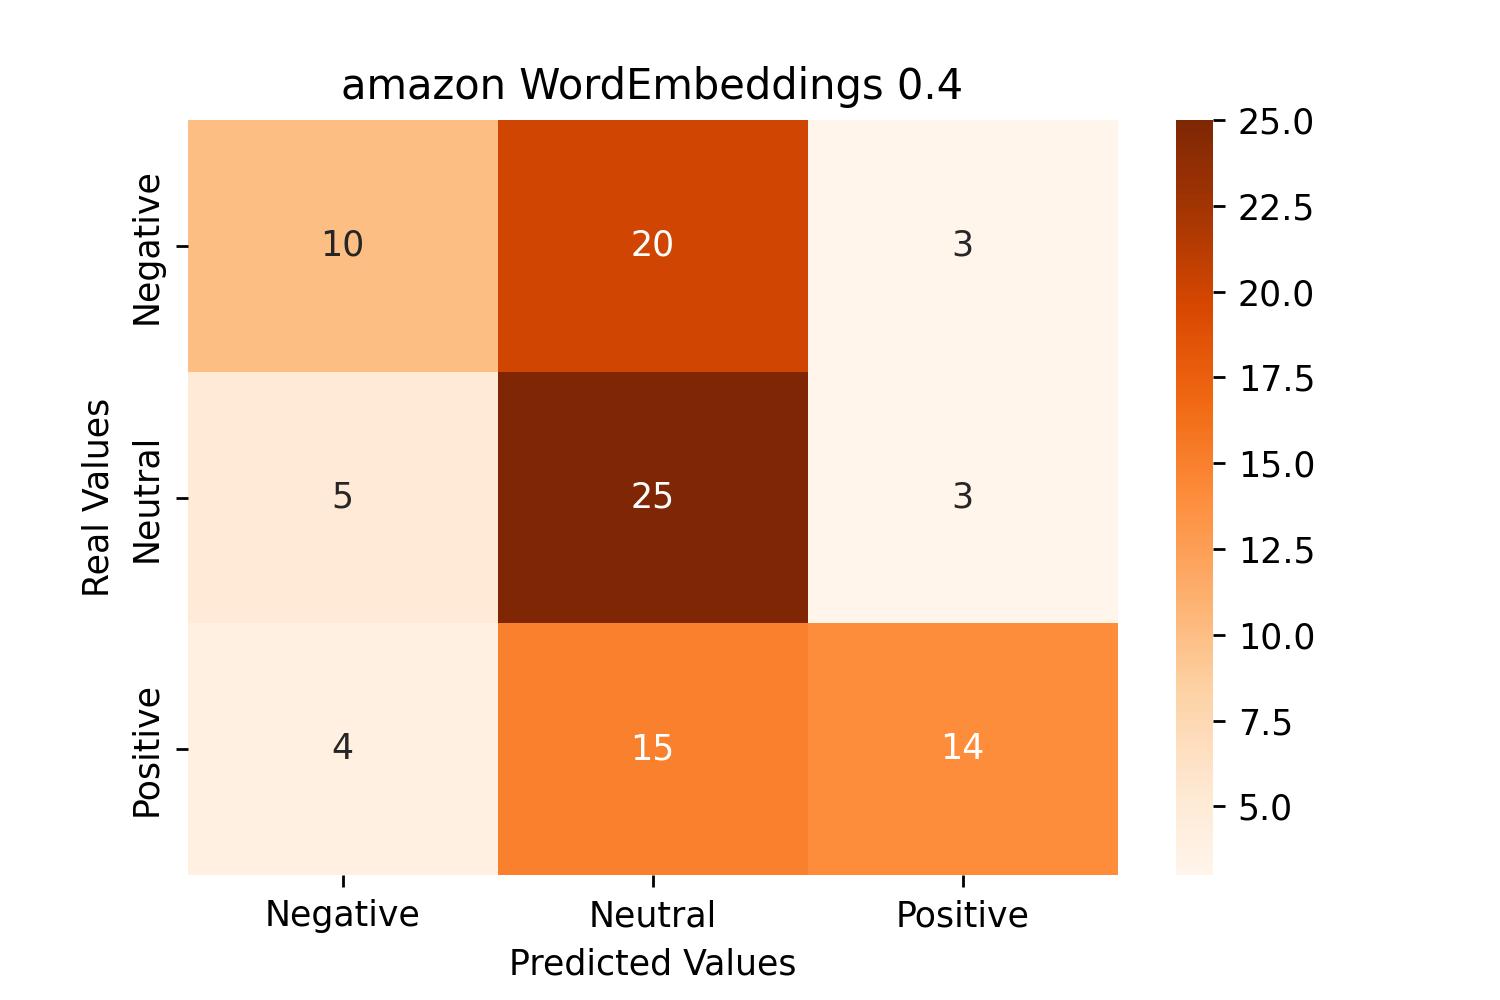 amazon WordEmbeddings 0.4
Real Values
Negative
10 20 3
Neutral
5 25 3
Positive
4 15 14
Negative Neutral Positive
Predicted Values
25.0
22.5
20.0
17.5
15.0
12.5
10.0
7.5
5.0